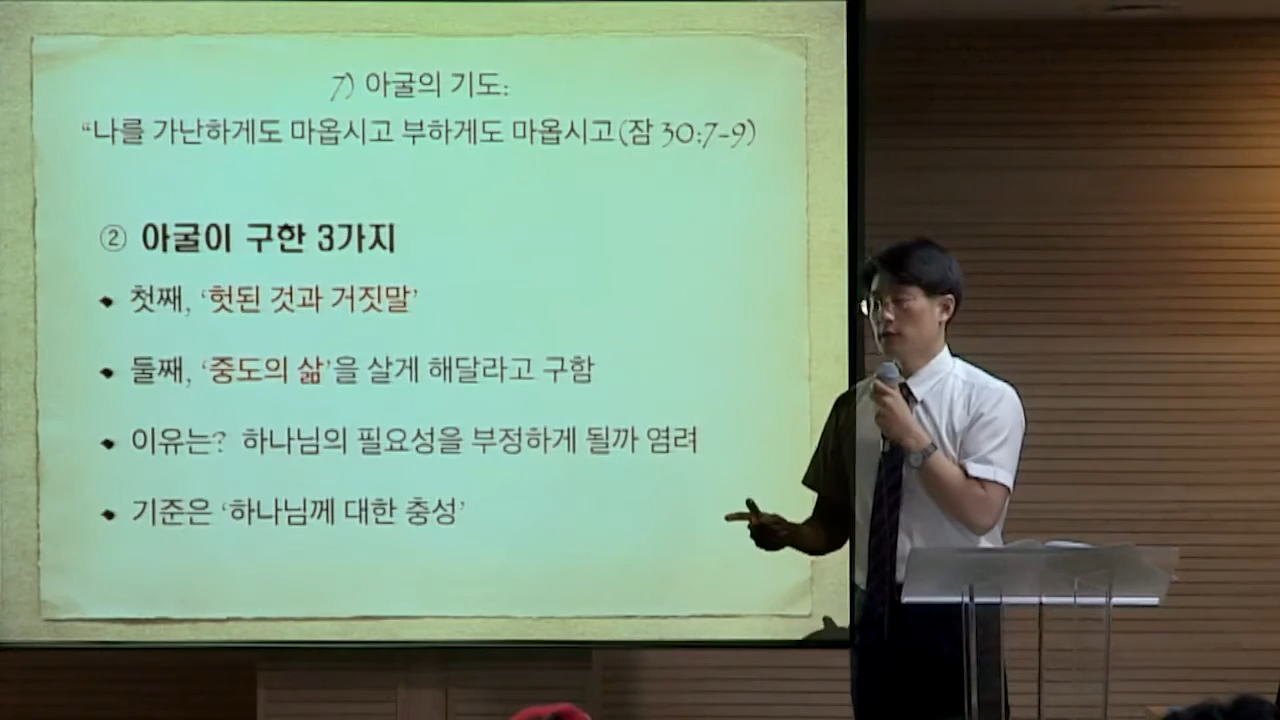 7) 아굴의 기도:
“나를 가난하게도 마옵시고 부하게도 마옵시고(잠 30:7-9)
② 아굴이 구한 3가지
• 첫째, ‘헛된 것과 거짓말’
• 둘째, ‘중도의 삶’을 살게 해달라고 구함
• 이유는? 하나님의 필요성을 부정하게 될까 염려
• 기준은 ‘하나님께 대한 충성’